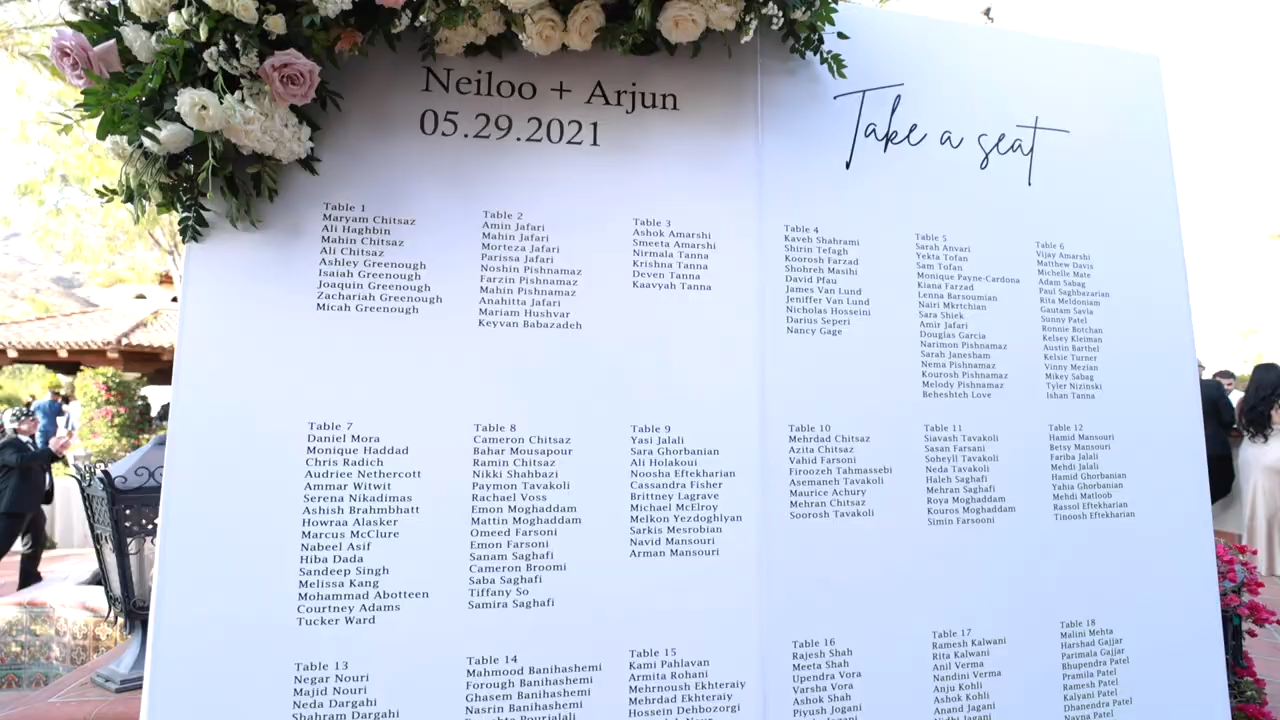 Neiloo + Arjun
05.29.2021
Take a seat
Table 1
Maryam Chitsaz
Ali Haghbin
Mahin Chitsaz
Ali Chitsaz
Ashley Greenough
Isaiah Greenough
Joaquin Greenough
Zachariah Greenough
Micah Greenough
Table 2
Amin Jafari
Mahin Jafari
Morteza Jafari
Parissa Jafari
Noshin Pishnamaz
Farzin Pishnamaz
Mahin Pishnamaz
Anahitta Jafari
Mariam Hushvar
Keyvan Babazadeh
Table 3
Ashok Amarshi
Smeeta Amarshi
Nirmala Tanna
Krishna Tanna
Deven Tanna
Kaavyah Tanna
Table 4
Kaveh Shahrami
Shirin Tefagh
Koorosh Farzad
Shohreh Masihi
David Pfau
James Van Lund
Jeniffer Van Lund
Nicholas Hosseini
Darius Seperi
Nancy Gage
Table 5
Sarah Anvari
Yekta Tofan
Sam Tofan
Monique Payne-Cardona
Kiana Farzad
Lenna Barsoumian
Nairi Mkrtchian
Sara Shiek
Amir Jafari
Douglas Garcia
Narimon Pishnamaz
Sarah Janesham
Nema Pishnamaz
Kourosh Pishnamaz
Melody Pishnamaz
Beheshteh Love
Table 6
Vijay Amarshi
Matthew Davis
Michelle Mate
Adam Sabag
Paul Saghbazarian
Rita Meldoniam
Gautam Savla
Sunny Patel
Ronnie Botchan
Kelsey Kleiman
Austin Barthel
Kelsie Turner
Vinny Mezian
Mikey Sabag
Tyler Nizinski
Ishan Tanna
Table 7
Daniel Mora
Monique Haddad
Chris Radich
Audriee Nethercott
Ammar Witwit
Serena Nikadimas
Ashish Brahmbhatt
Howraa Alasker
Marcus McClure
Nabeel Asif
Hiba Dada
Sandeep Singh
Melissa Kang
Mohammad Abotteen
Courtney Adams
Tucker Ward
Table 8
Cameron Chitsaz
Bahar Mousapour
Ramin Chitsaz
Nikki Shahbazi
Paymon Tavakoli
Rachael Voss
Emon Moghaddam
Mattin Moghaddam
Omeed Farsoni
Emon Farsoni
Sanam Saghafi
Cameron Broomi
Saba Saghafi
Tiffany So
Samira Saghafi
Table 9
Yasi Jalali
Sara Ghorbanian
Ali Holakoui
Noosha Eftekharian
Cassandra Fisher
Brittney Lagrave
Michael McElroy
Melkon Yezdoghlyan
Sarkis Mesrobian
Navid Mansouri
Arman Mansouri
Table 10
Mehrdad Chitsaz
Azita Chitsaz
Vahid Farsoni
Firoozeh Tahmassebi
Asemaneh Tavakoli
Maurice Achury
Mehran Chitsaz
Soorosh Tavakoli
Table 11
Siavash Tavakoli
Sasan Farsani
Soheyli Tavakoli
Neda Tavakoli
Haleh Saghafi
Mehran Saghafi
Roya Moghaddam
Kouros Moghaddam
Simin Farsooni
Table 12
Hamid Mansouri
Betsy Mansouri
Fariba Jalali
Mehdi Jalali
Hamid Ghorbanian
Yahia Ghorbanian
Mehdi Matloob
Rassol Eftekharian
Tinoosh Eftekharian
Table 13
Negar Nouri
Majid Nouri
Neda Dargahi
Shahram Dargahi
Table 14
Mahmood Banihashemi
Forough Banihashemi
Ghasem Banihashemi
Nasrin Banihashemi
Table 15
Kami Pahlavan
Armita Rohani
Mehrnoush Ekhteraiy
Mehrdad Ekhteraiy
Hossein Dehbozorgi
Table 16
Rajesh Shah
Meeta Shah
Upendra Vora
Varsha Vora
Ashok Shah
Piyush Jogani
Table 17
Ramesh Kalwani
Rita Kalwani
Anil Verma
Nandini Verma
Anju Kohli
Ashok Kohli
Anand Jagani
Nidhi Jagani
Table 18
Malini Mehta
Harshad Gajjar
Parimala Gajjar
Bhupendra Patel
Pramila Patel
Ramesh Patel
Kalyani Patel
Dhanendra Patel
Nayna Patel